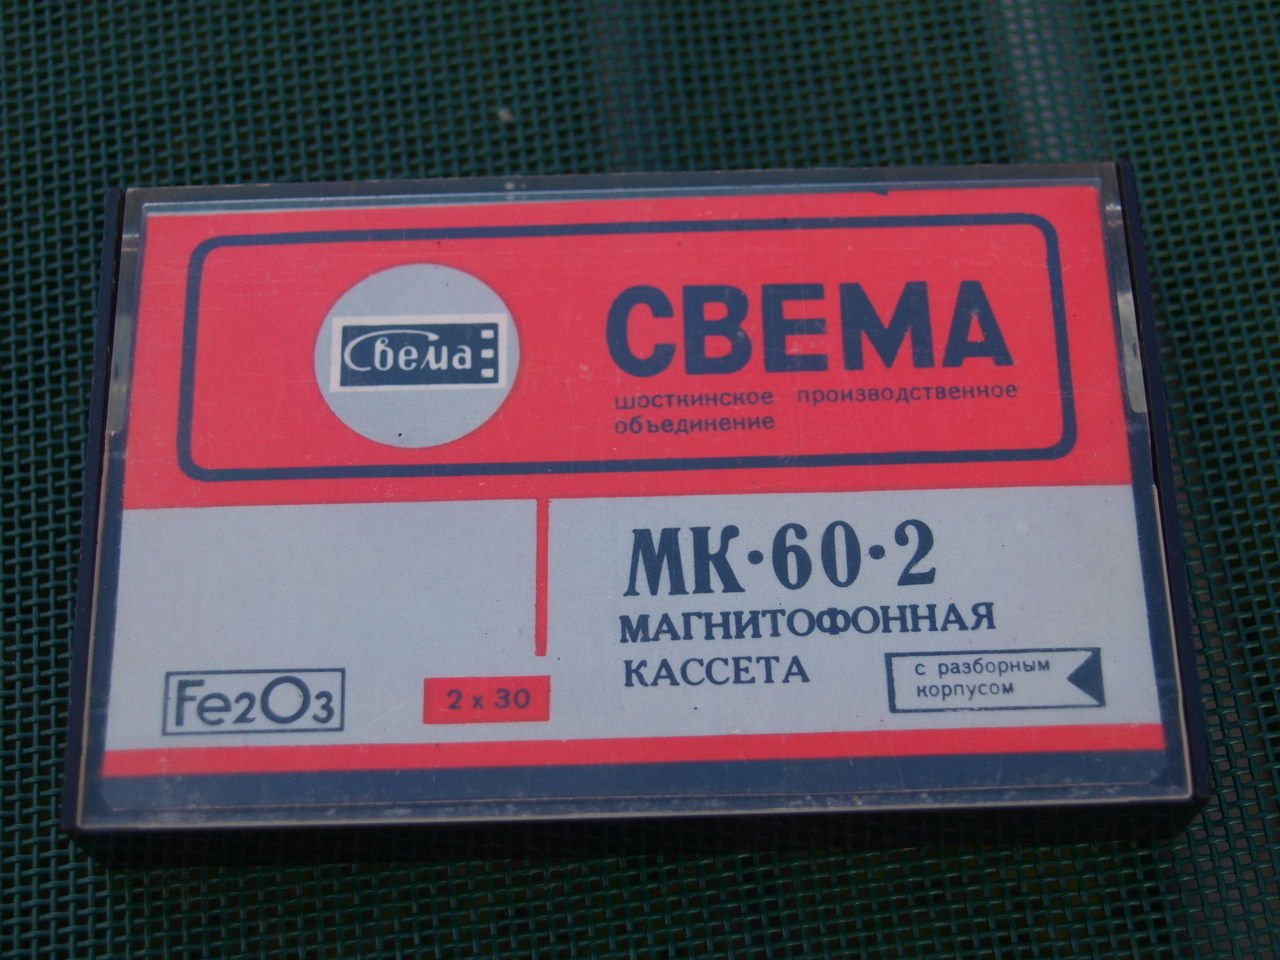 Свема
СВЕМА
шосткинское производственное
объединение
МК·60·2
МАГНИТОФОННАЯ
КАССЕТА
с разборным
корпусом
Fe2O3
2 х 30